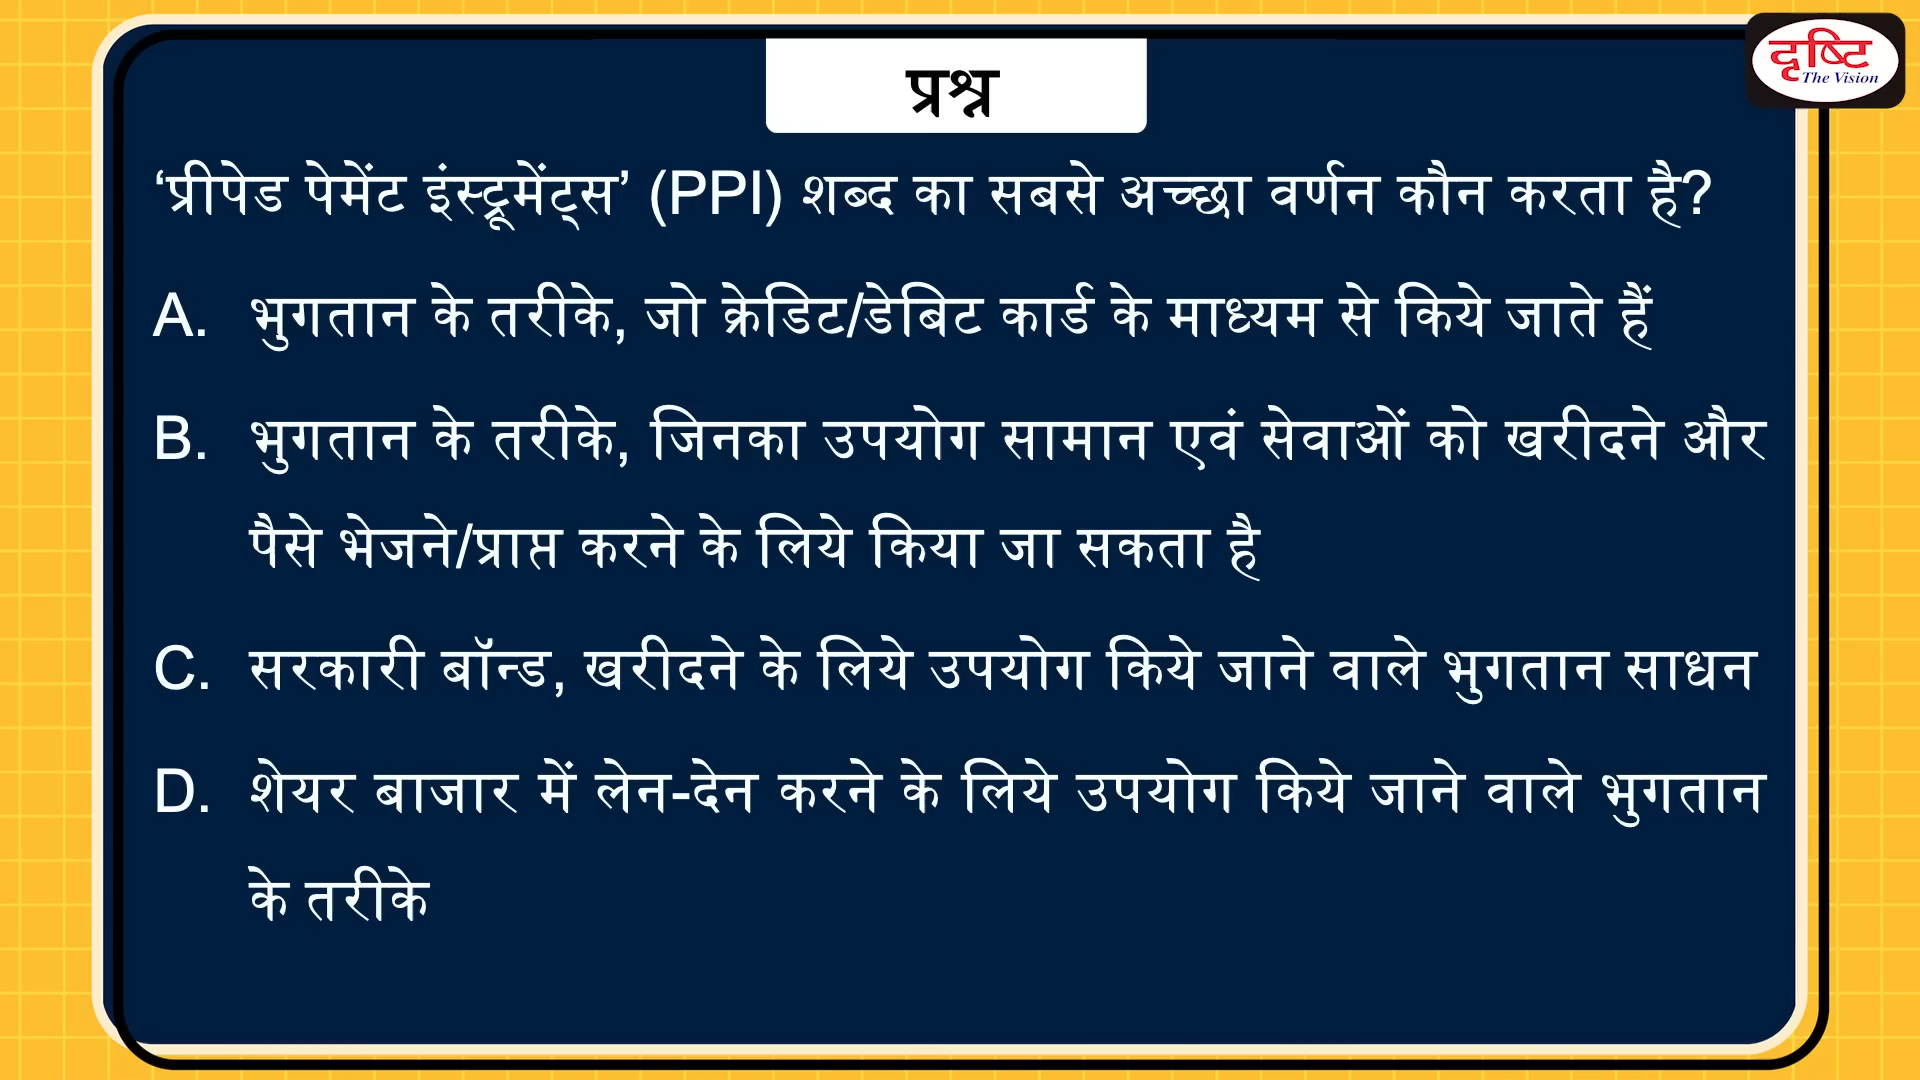 दृष्टि
The Vision
प्रश्न
‘प्रीपेड पेमेंट इंस्ट्रूमेंट्स’ (PPI) शब्द का सबसे अच्छा वर्णन कौन करता है?
A. भुगतान के तरीके, जो क्रेडिट/डेबिट कार्ड के माध्यम से किये जाते हैं
B. भुगतान के तरीके, जिनका उपयोग सामान एवं सेवाओं को खरीदने और
पैसे भेजने/प्राप्त करने के लिये किया जा सकता है
C. सरकारी बॉन्ड, खरीदने के लिये उपयोग किये जाने वाले भुगतान साधन
D. शेयर बाजार में लेन-देन करने के लिये उपयोग किये जाने वाले भुगतान
के तरीके